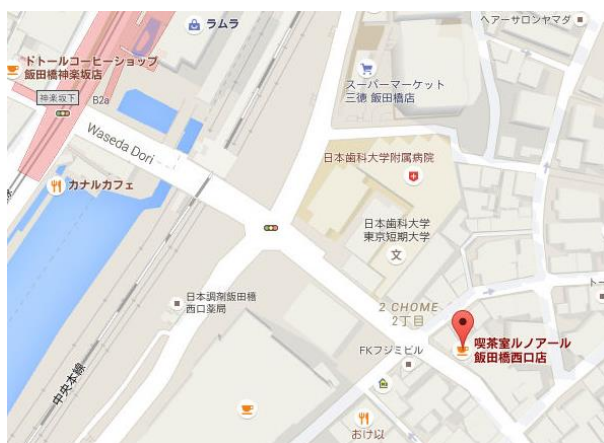 ヘアーサロンヤマダ
ラムラ
ドトールコーヒーショップ
飯田橋神楽坂店
神楽坂下
B2a
スーパーマーケット
三徳 飯田橋店
Waseda Dori
日本歯科大学附属病院
カナルカフェ
日本歯科大学
東京短期大学
文
日本調剤飯田橋
西口薬局
2 CHOME
2丁目
トー
喫茶室ルノアール
飯田橋西口店
FKフジミビル
中央本線
おけ以